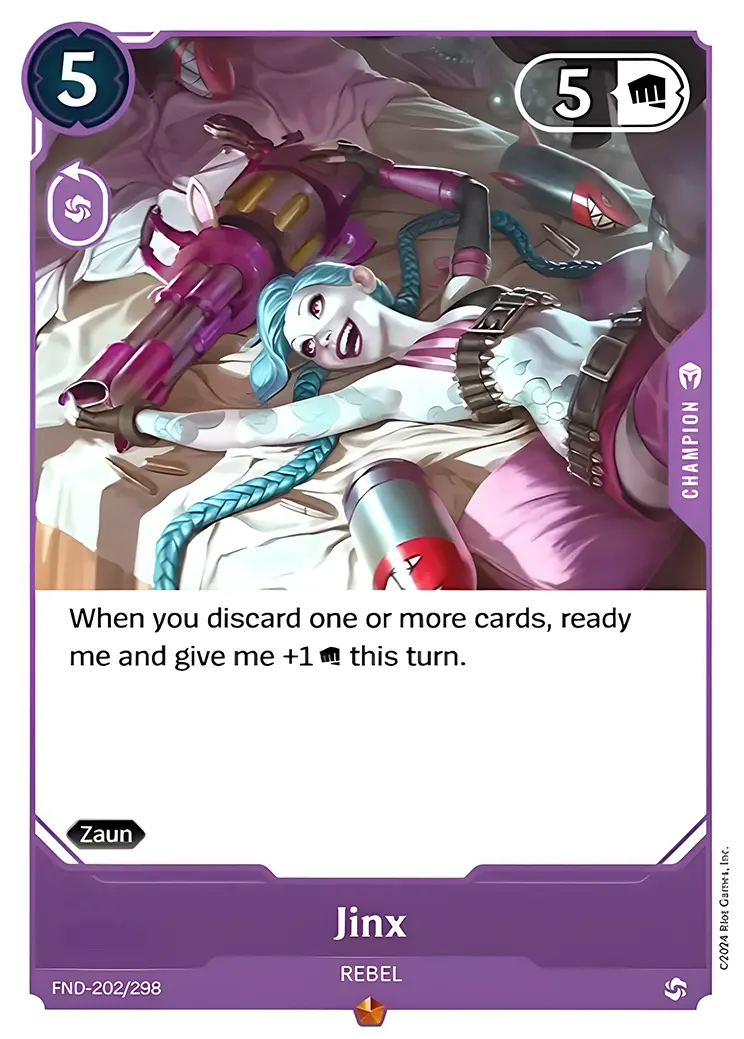 5
5
CHAMPION
When you discard one or more cards, ready
me and give me +1 this turn.
Zaun
Jinx
REBEL
FND-202/298
©2024 Riot Games, Inc.